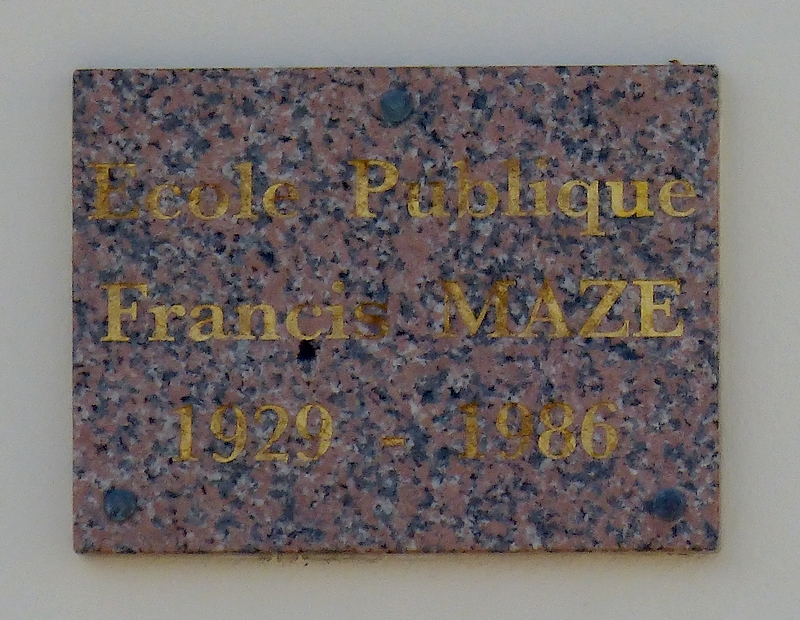 Ecole Publique
Francis MAZE
1929 - 1986